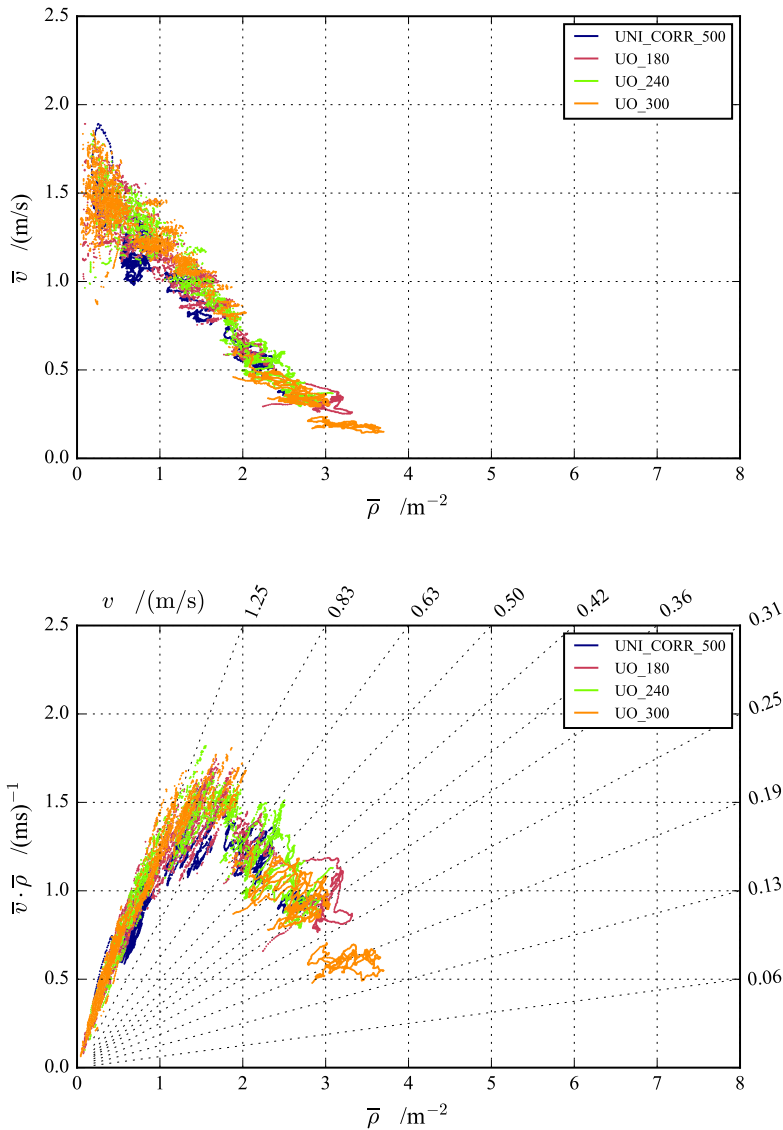 2.5
2.0
1.5
1.0
0.5
0.0
v̅ /(m/s)
UNI_CORR_500
UO_180
UO_240
UO_300
0 1 2 3 4 5 6 7 8
ρ̅ /m⁻²
v /(m/s) 1.25 0.83 0.63 0.50 0.42 0.36 0.31
2.5
2.0
1.5
1.0
0.5
0.0
v̅ · ρ̅ /(ms)⁻¹
UNI_CORR_500
UO_180
UO_240
UO_300
0.25
0.19
0.13
0.06
0 1 2 3 4 5 6 7 8
ρ̅ /m⁻²